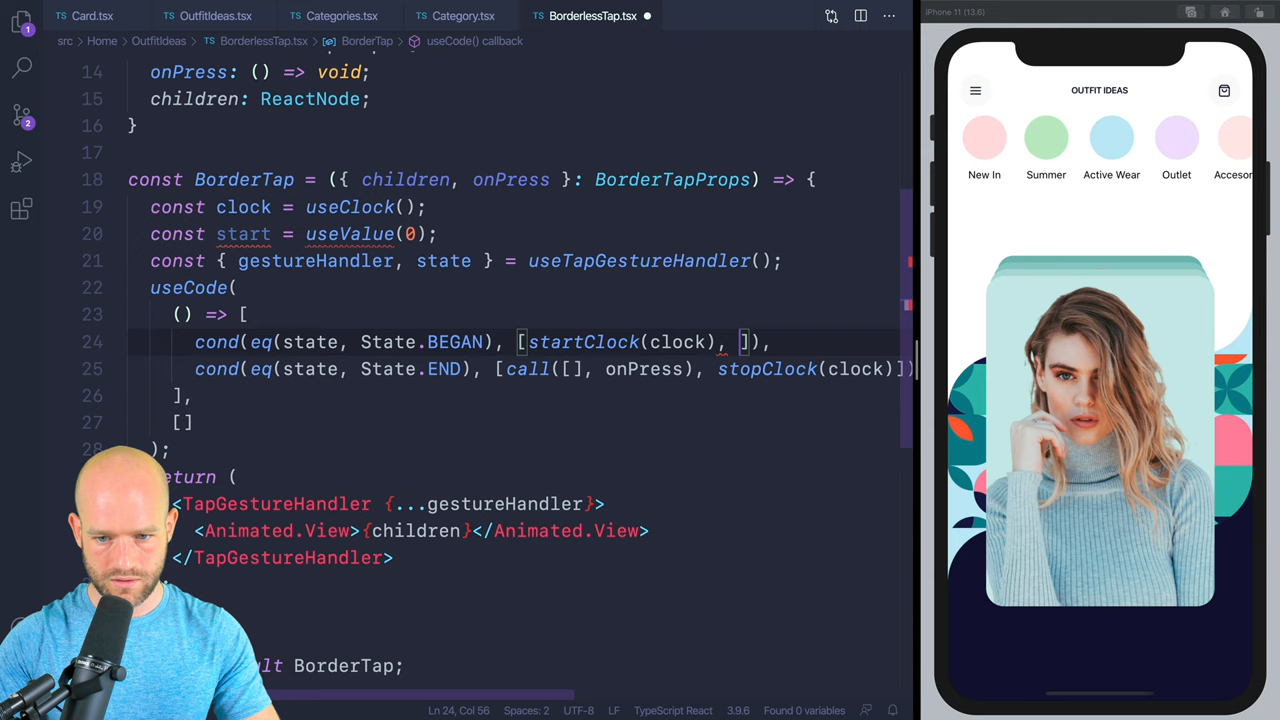 Card.tsx OutfitIdeas.tsx Categories.tsx Category.tsx BorderlessTap.tsx
src > Home > OutfitIdeas > BorderlessTap.tsx > BorderTap > useCode() callback
14 onPress: () => void;
15 children: ReactNode;
16 }
17
18 const BorderTap = ({ children, onPress }: BorderTapProps) => {
19 const clock = useClock();
20 const start = useValue(0);
21 const { gestureHandler, state } = useTapGestureHandler();
22 useCode(
23 () => [
24 cond(eq(state, State.BEGAN), [startClock(clock), ]),
25 cond(eq(state, State.END), [call([], onPress), stopClock(clock)])
26 ],
27 []
28 );
return (
<TapGestureHandler {...gestureHandler}>
<Animated.View>{children}</Animated.View>
</TapGestureHandler>
ult BorderTap;
Ln 24, Col 56 Spaces: 2 UTF-8 LF TypeScript React 3.9.6 Found 0 variables
1
2
iPhone 11 (13.6)
OUTFIT IDEAS
New In Summer Active Wear Outlet Accesor